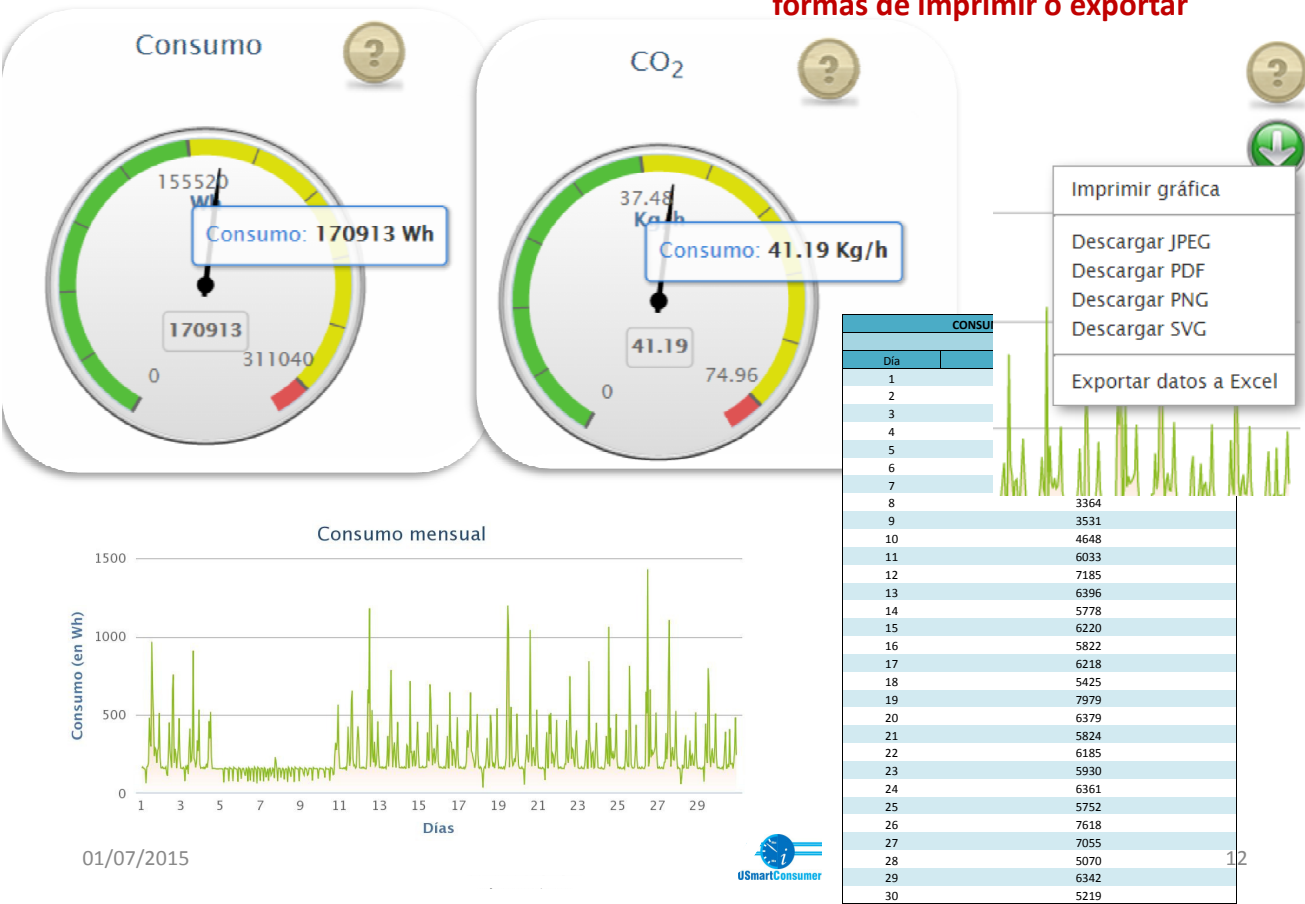 formas de imprimir o exportar
Consumo
?
155520
Wh
Consumo: 170913 Wh
170913
0
311040
CO2
?
37.48
Kg/h
Consumo: 41.19 Kg/h
41.19
0
74.96
?
Imprimir gráfica
Descargar JPEG
Descargar PDF
Descargar PNG
Descargar SVG
Exportar datos a Excel
Día
1
2
3
4
5
6
7
8 3364
9 3531
10 4648
11 6033
12 7185
13 6396
14 5778
15 6220
16 5822
17 6218
18 5425
19 7979
20 6379
21 5824
22 6185
23 5930
24 6361
25 5752
26 7618
27 7055
28 5070
29 6342
30 5219
Consumo mensual
Consumo (en Wh)
1500
1000
500
0
1 3 5 7 9 11 13 15 17 19 21 23 25 27 29
Días
01/07/2015
USmartConsumer
12